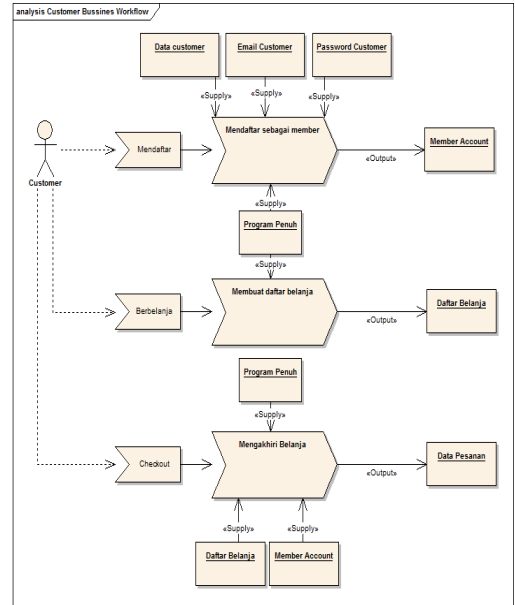 analysis Customer Bussines Workflow
Data customer
Email Customer
Password Customer
«Supply»
«Supply»
«Supply»
Customer
Mendaftar
Mendaftar sebagai member
«Output»
Member Account
«Supply»
Program Penuh
«Supply»
Berbelanja
Membuat daftar belanja
«Output»
Daftar Belanja
Program Penuh
«Supply»
Checkout
Mengakhiri Belanja
«Output»
Data Pesanan
«Supply»
«Supply»
Daftar Belanja
Member Account